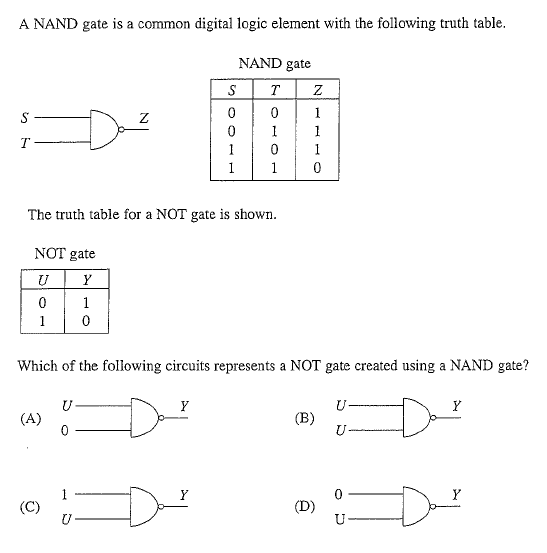 A NAND gate is a common digital logic element with the following truth table.
NAND gate
S T Z
0 0 1
0 1 1
1 0 1
1 1 0
S
T
Z
The truth table for a NOT gate is shown.
NOT gate
U Y
0 1
1 0
Which of the following circuits represents a NOT gate created using a NAND gate?
(A)
U
0
Y
(B)
U
U
Y
(C)
1
U
Y
(D)
0
U
Y